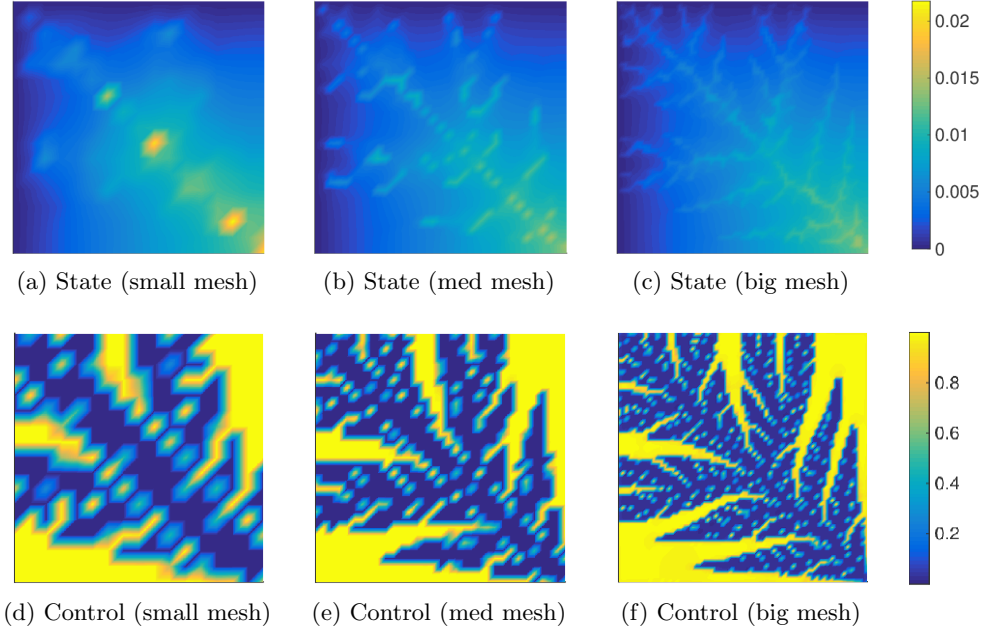 0.02
0.015
0.01
0.005
0
(a) State (small mesh)
(b) State (med mesh)
(c) State (big mesh)
0.8
0.6
0.4
0.2
(d) Control (small mesh)
(e) Control (med mesh)
(f) Control (big mesh)